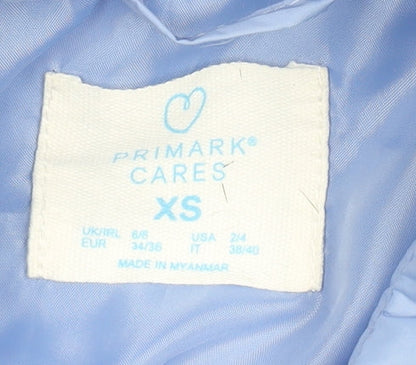 PRIMARK®
CARES
XS
UK/IRL 6/8 USA 2/4
EUR 34/36 IT 38/40
MADE IN MYANMAR